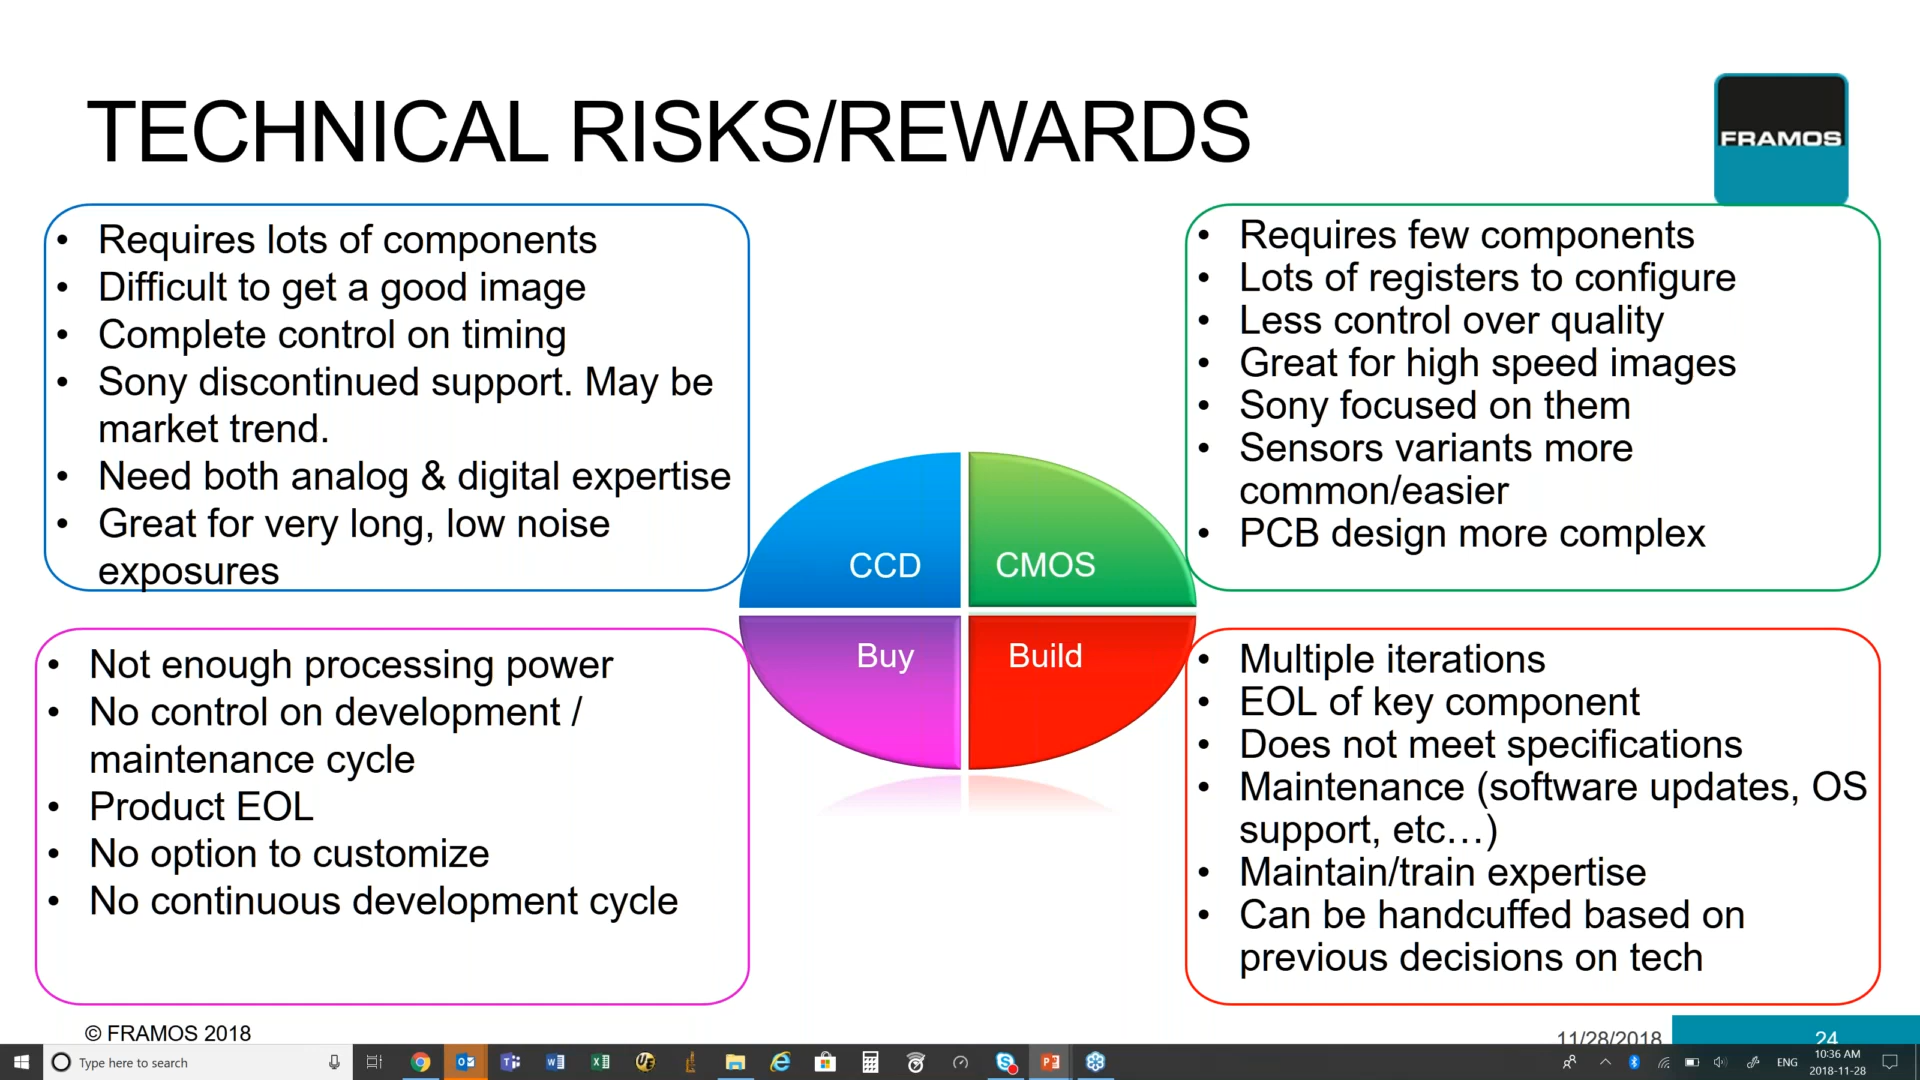 TECHNICAL RISKS/REWARDS
FRAMOS
• Requires lots of components
• Difficult to get a good image
• Complete control on timing
• Sony discontinued support. May be
market trend.
• Need both analog & digital expertise
• Great for very long, low noise
exposures
• Requires few components
• Lots of registers to configure
• Less control over quality
• Great for high speed images
• Sony focused on them
• Sensors variants more
common/easier
• PCB design more complex
CCD
CMOS
Buy
Build
• Not enough processing power
• No control on development /
maintenance cycle
• Product EOL
• No option to customize
• No continuous development cycle
• Multiple iterations
• EOL of key component
• Does not meet specifications
• Maintenance (software updates, OS
support, etc…)
• Maintain/train expertise
• Can be handcuffed based on
previous decisions on tech
© FRAMOS 2018
11/28/2018
24
Type here to search
ENG
10:36 AM
2018-11-28